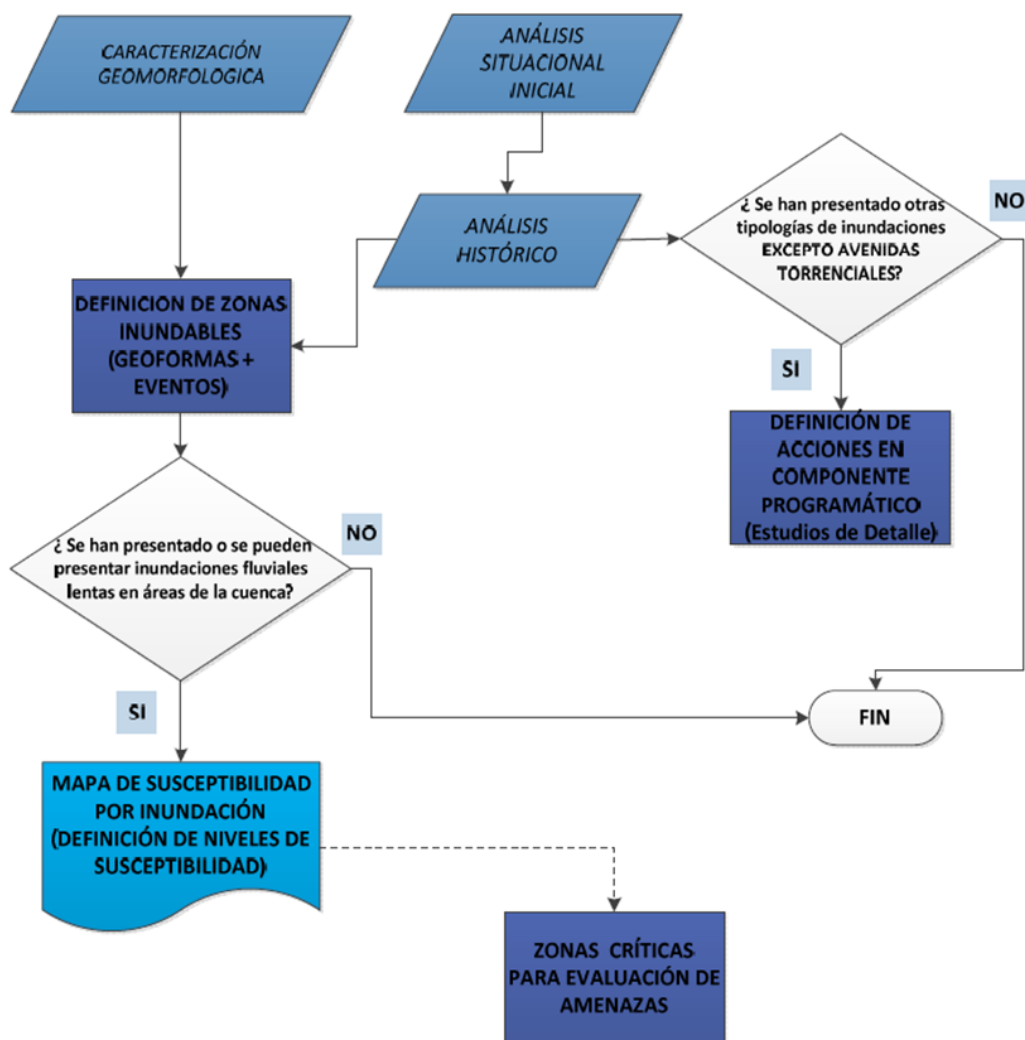 CARACTERIZACIÓN
GEOMORFOLOGICA
ANÁLISIS
SITUACIONAL
INICIAL
ANÁLISIS
HISTÓRICO
¿ Se han presentado otras
tipologías de inundaciones
EXCEPTO AVENIDAS
TORRENCIALES?
NO
DEFINICION DE ZONAS
INUNDABLES
(GEOFORMAS +
EVENTOS)
SI
DEFINICIÓN DE
ACCIONES EN
COMPONENTE
PROGRAMÁTICO
(Estudios de Detalle)
¿ Se han presentado o se pueden
presentar inundaciones fluviales
lentas en áreas de la cuenca?
NO
SI
FIN
MAPA DE SUSCEPTIBILIDAD
POR INUNDACIÓN
(DEFINICIÓN DE NIVELES DE
SUSCEPTIBILIDAD)
ZONAS CRÍTICAS
PARA EVALUACIÓN DE
AMENAZAS